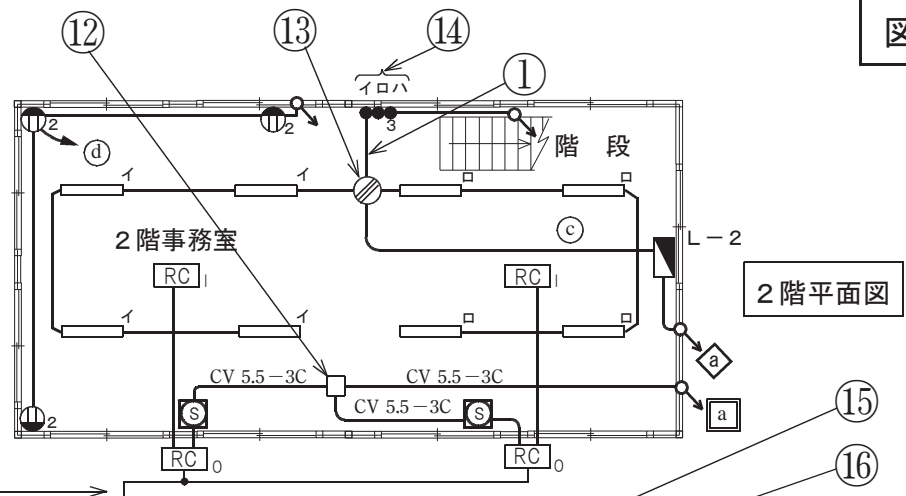 ⑫
⑬
⑭
図
イロハ
①
2
2
3
ⓓ
階 段
イ
イ
ロ
ロ
ⓒ
2階事務室
L-2
RC I
RC I
2階平面図
イ
イ
ロ
ロ
a
CV 5.5-3C
CV 5.5-3C
CV 5.5-3C
S
S
a
2
⑮
RC O
RC O
⑯